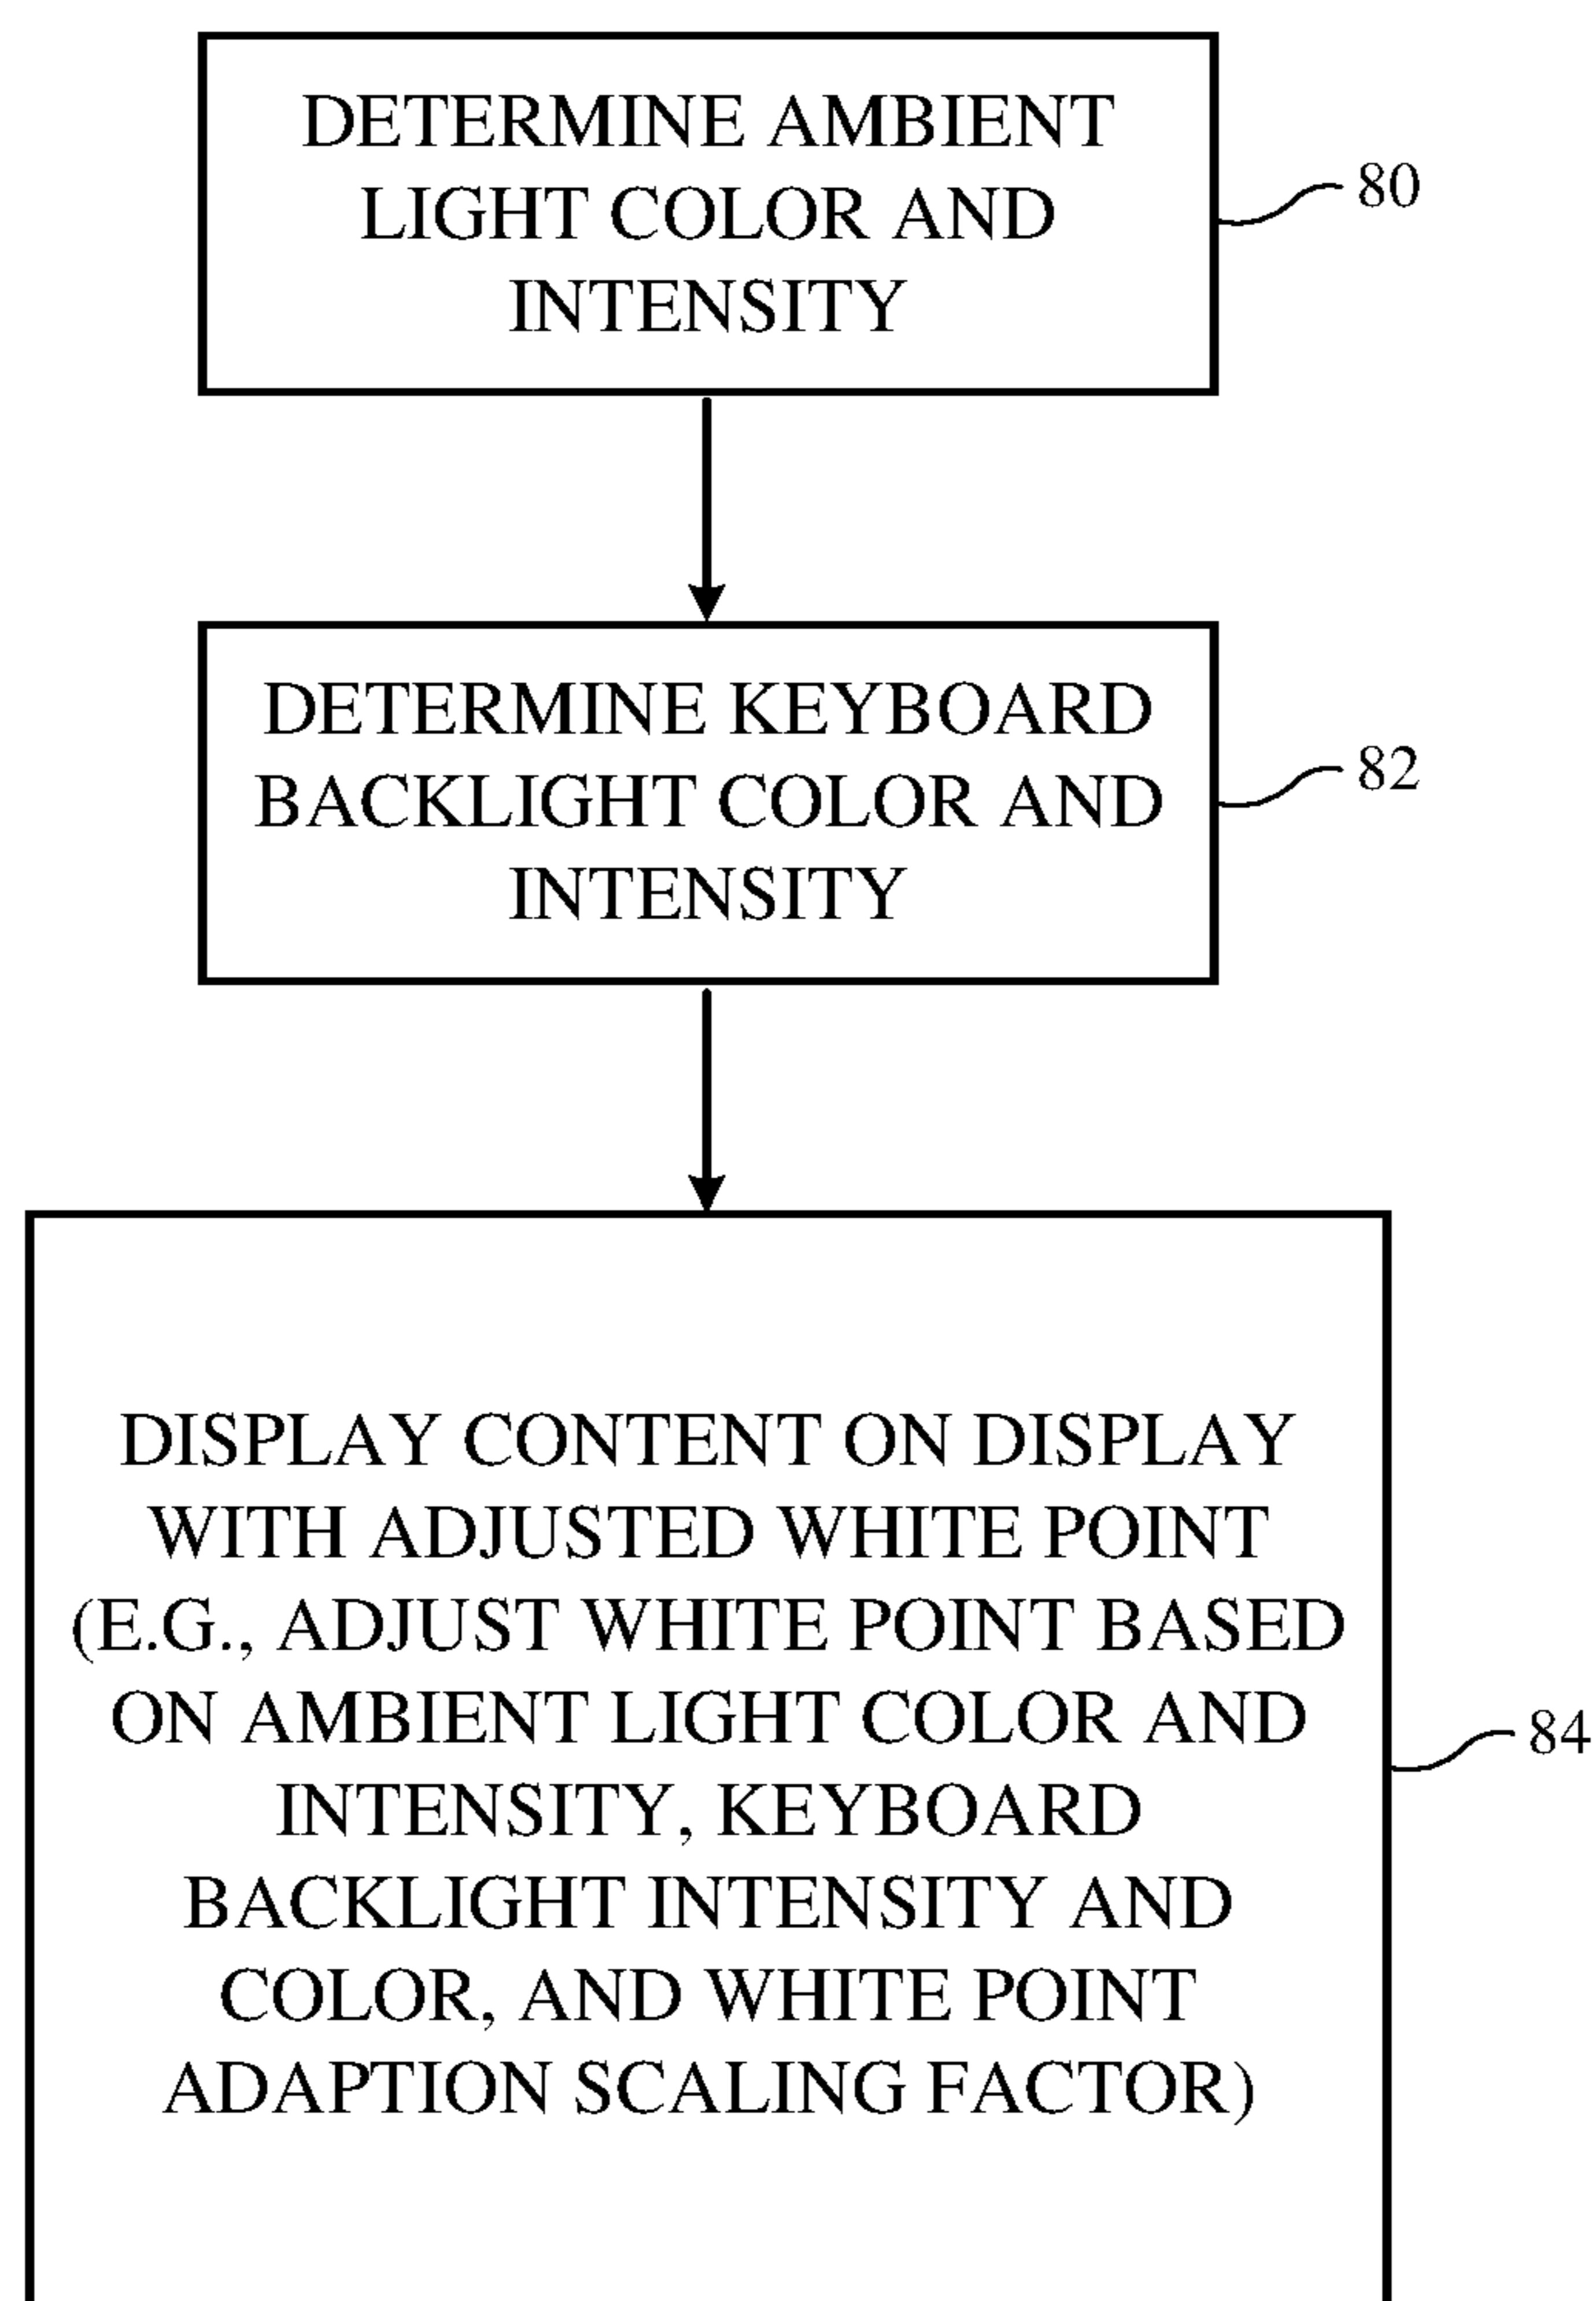 DETERMINE AMBIENT
LIGHT COLOR AND
INTENSITY
80
DETERMINE KEYBOARD
BACKLIGHT COLOR AND
INTENSITY
82
DISPLAY CONTENT ON DISPLAY
WITH ADJUSTED WHITE POINT
(E.G., ADJUST WHITE POINT BASED
ON AMBIENT LIGHT COLOR AND
INTENSITY, KEYBOARD
BACKLIGHT INTENSITY AND
COLOR, AND WHITE POINT
ADAPTION SCALING FACTOR)
84